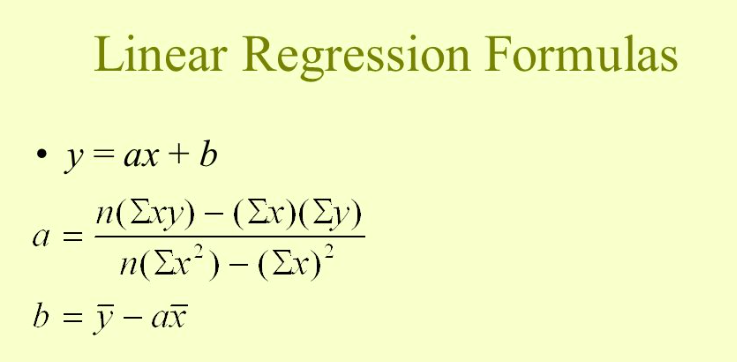 Linear Regression Formulas
• y = ax + b
a = (n(Σxy) − (Σx)(Σy)) / (n(Σx²) − (Σx)²)
b = y̅ − ax̅